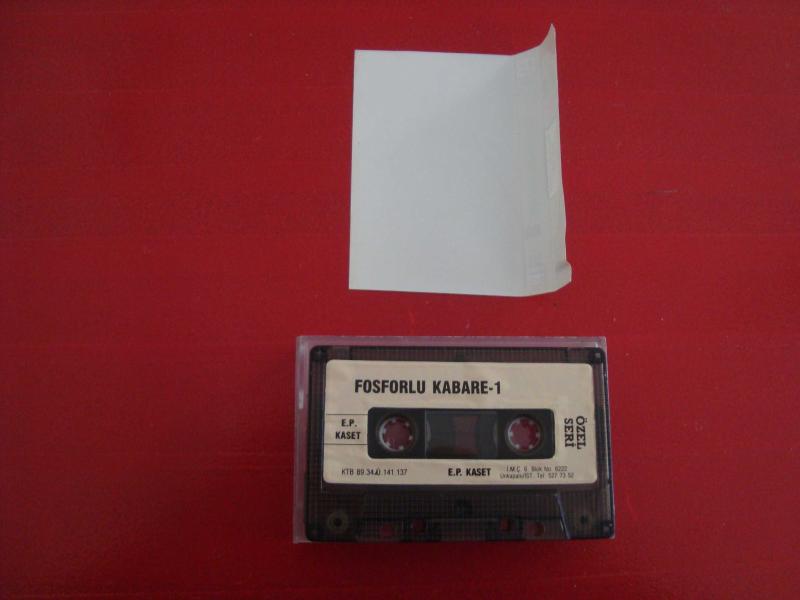 FOSFORLU KABARE-1
E.P.
KASET
ÖZEL
SERİ
KTB 89.34.Ü.141.137
E.P. KASET
İ.M.Ç. 6. Blok No. 6222
Unkapanı/İST. Tel: 527 73 52